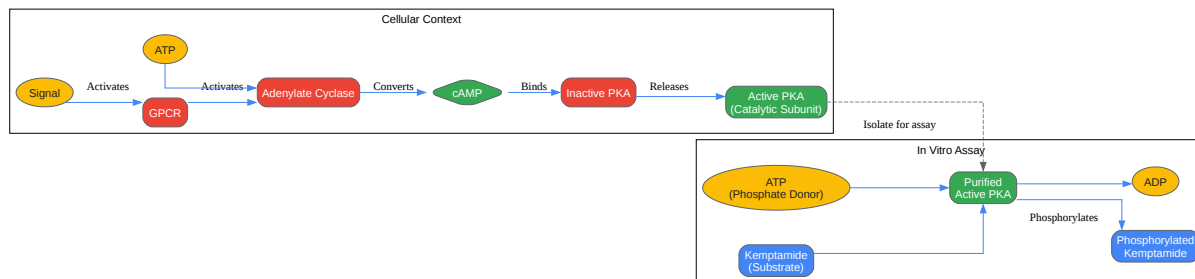 Cellular Context
ATP
Signal
Activates
GPCR
Activates
Adenylate Cyclase
Converts
cAMP
Binds
Inactive PKA
Releases
Active PKA
(Catalytic Subunit)
Isolate for assay
In Vitro Assay
ATP
(Phosphate Donor)
Purified
Active PKA
ADP
Phosphorylates
Kemptamide
(Substrate)
Phosphorylated
Kemptamide